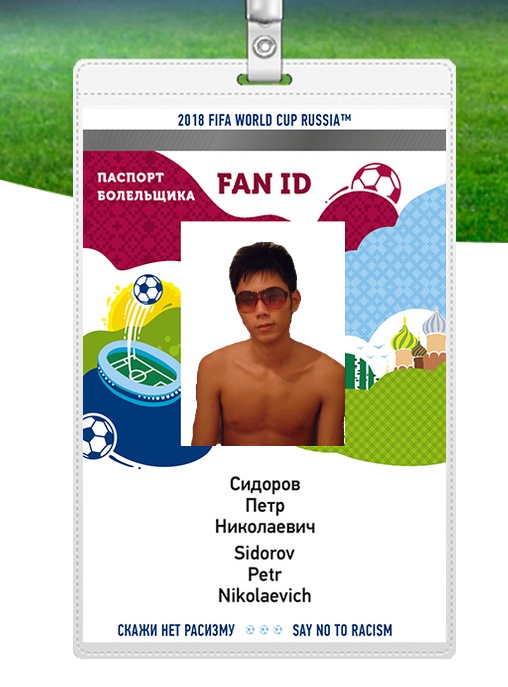 2018 FIFA WORLD CUP RUSSIA™
ПАСПОРТ
БОЛЕЛЬЩИКА
FAN ID
Сидоров
Петр
Николаевич
Sidorov
Petr
Nikolaevich
СКАЖИ НЕТ РАСИЗМУ
SAY NO TO RACISM